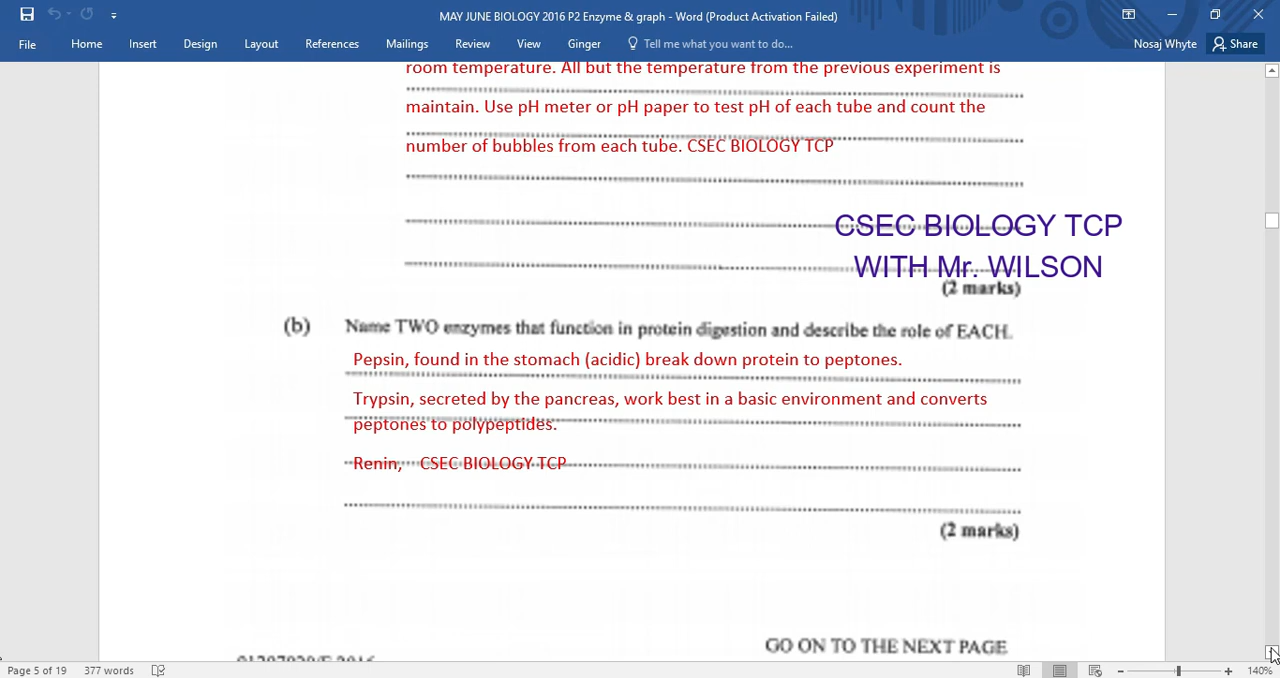 MAY JUNE BIOLOGY 2016 P2 Enzyme & graph - Word (Product Activation Failed)
File Home Insert Design Layout References Mailings Review View Ginger Tell me what you want to do... Nosaj Whyte Share
room temperature. All but the temperature from the previous experiment is
maintain. Use pH meter or pH paper to test pH of each tube and count the
number of bubbles from each tube. CSEC BIOLOGY TCP
CSEC BIOLOGY TCP
WITH Mr. WILSON
(2 marks)
(b) Name TWO enzymes that function in protein digestion and describe the role of EACH.
Pepsin, found in the stomach (acidic) break down protein to peptones.
Trypsin, secreted by the pancreas, work best in a basic environment and converts
peptones to polypeptides.
Renin, CSEC BIOLOGY TCP
(2 marks)
GO ON TO THE NEXT PAGE
Page 5 of 19 377 words 140%